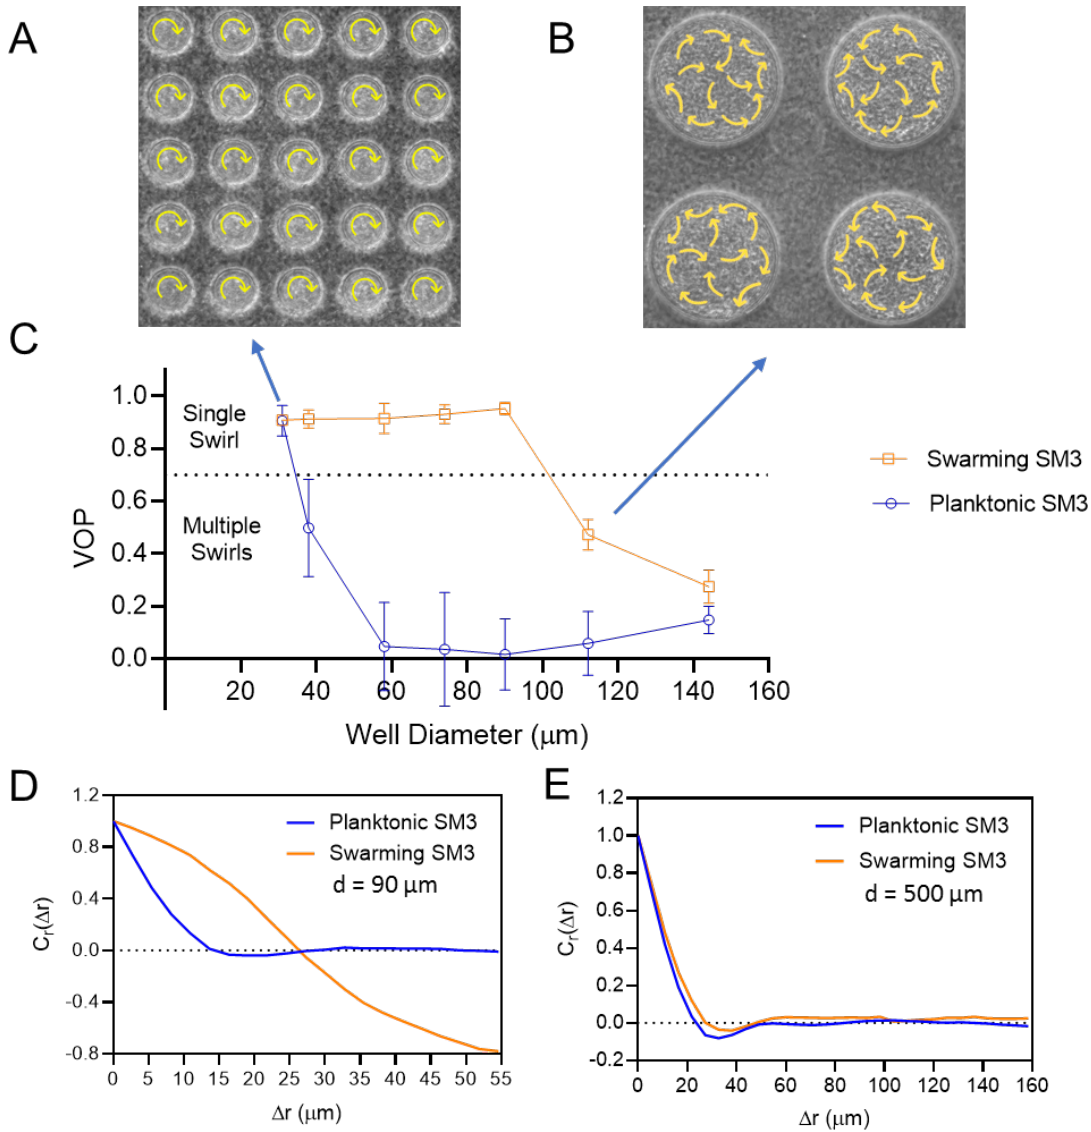 A
B
C
1.0
0.8
0.6
0.4
0.2
0.0
VOP
Single
Swirl
Multiple
Swirls
20
40
60
80
100
120
140
160
Well Diameter (μm)
Swarming SM3
Planktonic SM3
D
1.2
0.8
0.4
0.0
-0.4
-0.8
Cᵣ(Δr)
Planktonic SM3
Swarming SM3
d = 90 μm
0
5
10
15
20
25
30
35
40
45
50
55
Δr (μm)
E
1.2
1.0
0.8
0.6
0.4
0.2
0.0
-0.2
Cᵣ(Δr)
Planktonic SM3
Swarming SM3
d = 500 μm
0
20
40
60
80
100
120
140
160
Δr (μm)